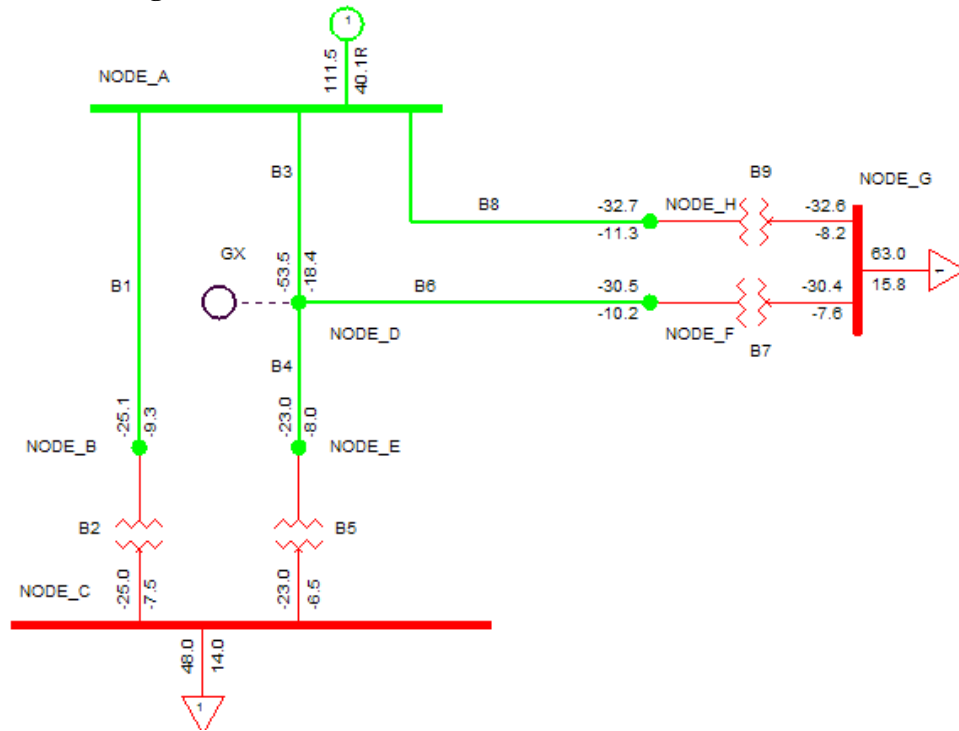 1
111.5
40.1R
NODE_A
B3
B9
NODE_G
B8
-32.7
NODE_H
-32.6
-11.3
-8.2
GX
-53.5
-18.4
63.0
1
15.8
B1
B6
-30.5
-30.4
-10.2
-7.6
NODE_D
NODE_F
B7
B4
-25.1
-9.3
-23.0
-8.0
NODE_B
NODE_E
B2
B5
NODE_C
-25.0
-7.5
-23.0
-6.5
48.0
14.0
1